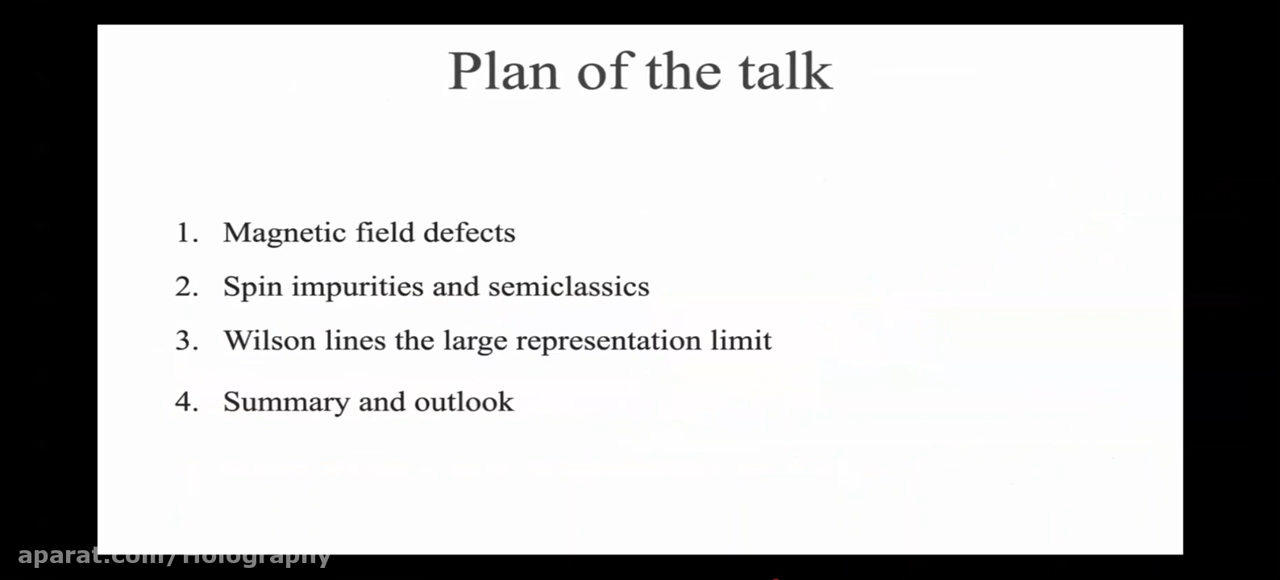 Plan of the talk
1. Magnetic field defects
2. Spin impurities and semiclassics
3. Wilson lines the large representation limit
4. Summary and outlook
aparat.com/Holography